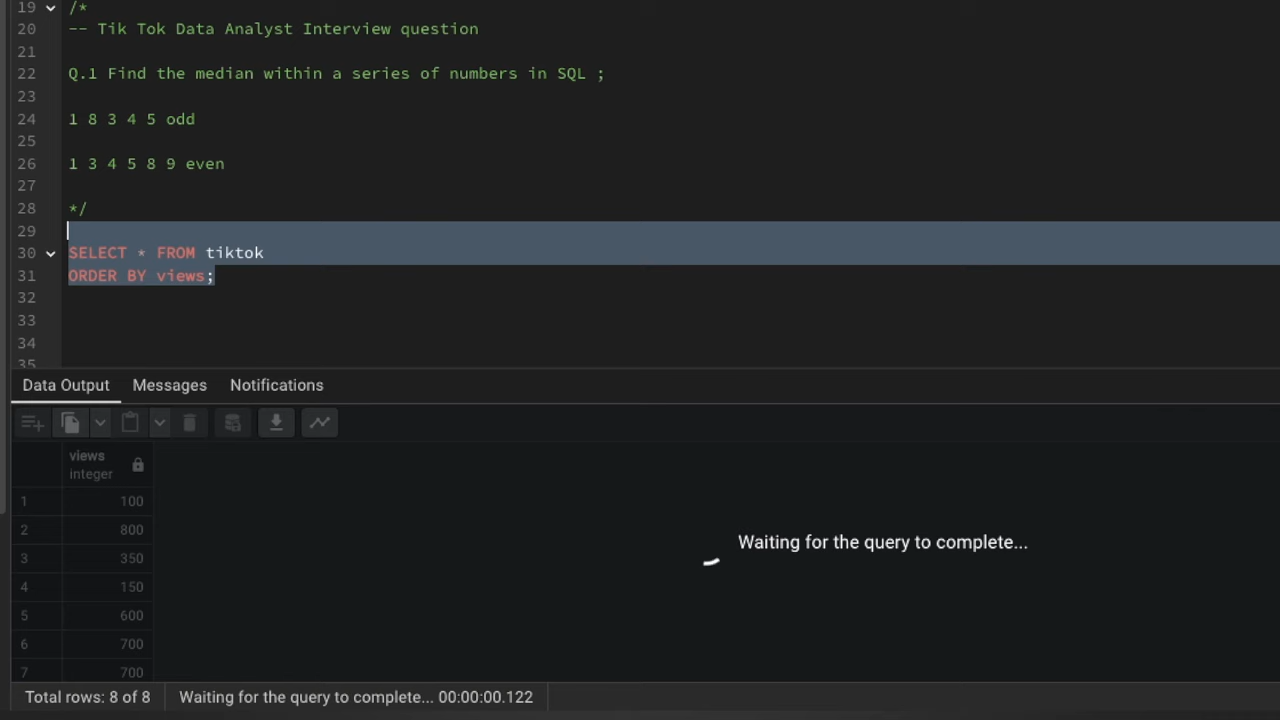 19 /*
20 -- Tik Tok Data Analyst Interview question
21
22 Q.1 Find the median within a series of numbers in SQL ;
23
24 1 8 3 4 5 odd
25
26 1 3 4 5 8 9 even
27
28 */
29
30 SELECT * FROM tiktok
31 ORDER BY views;
32
33
34
35
Data Output Messages Notifications
views
integer
1 100
2 800
3 350
4 150
5 600
6 700
7 700
Waiting for the query to complete...
Total rows: 8 of 8 Waiting for the query to complete... 00:00:00.122